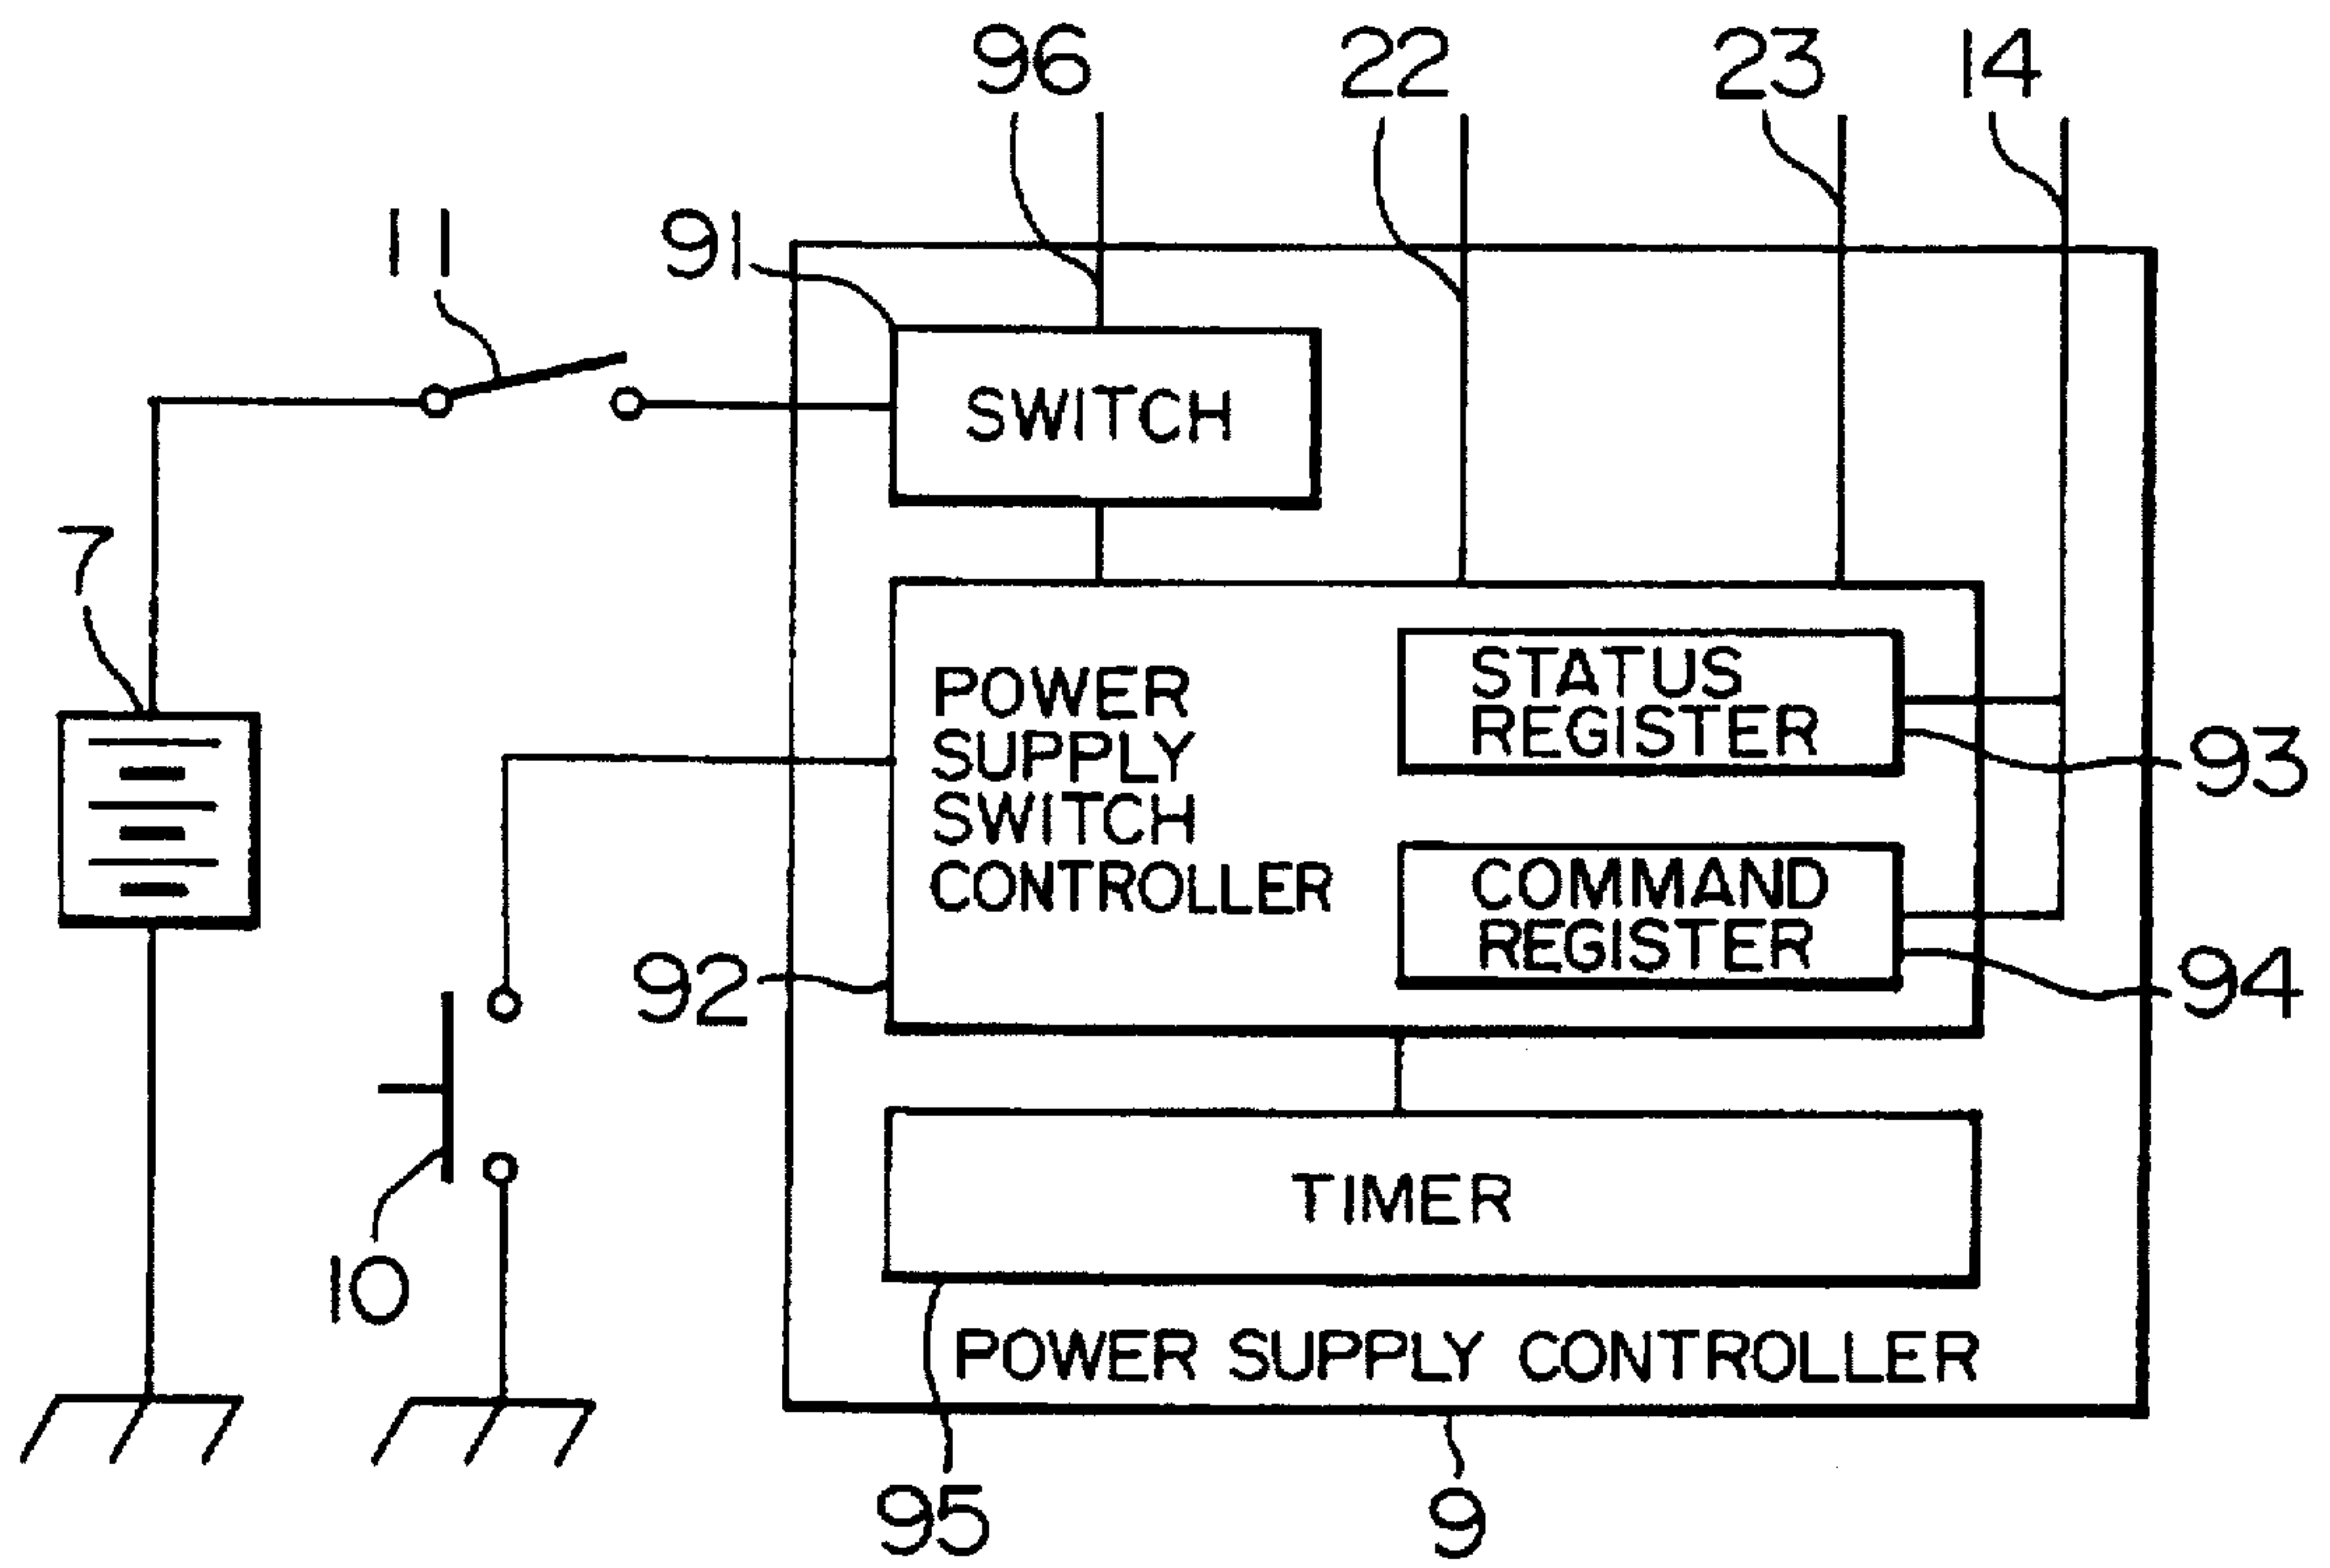 96
22
23
14
11
91
SWITCH
7
POWER
SUPPLY
SWITCH
CONTROLLER
STATUS
REGISTER
93
COMMAND
REGISTER
94
92
10
TIMER
POWER SUPPLY CONTROLLER
95
9